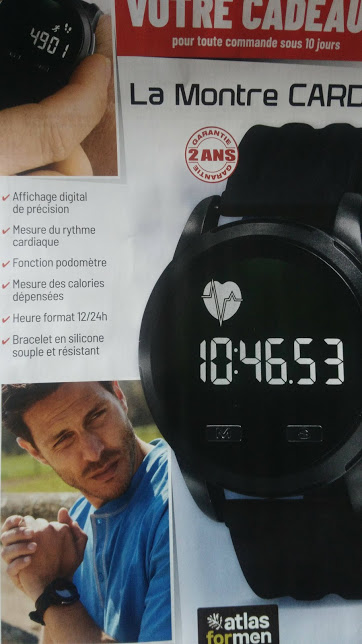 4901
VOTRE CADEAU
pour toute commande sous 10 jours
La Montre CARD
GARANTIE
2 ANS
GARANTIE
✓ Affichage digital
de précision
✓ Mesure du rythme
cardiaque
✓ Fonction podomètre
✓ Mesure des calories
dépensées
✓ Heure format 12/24h
✓ Bracelet en silicone
souple et résistant
10:46.53
atlas
formen